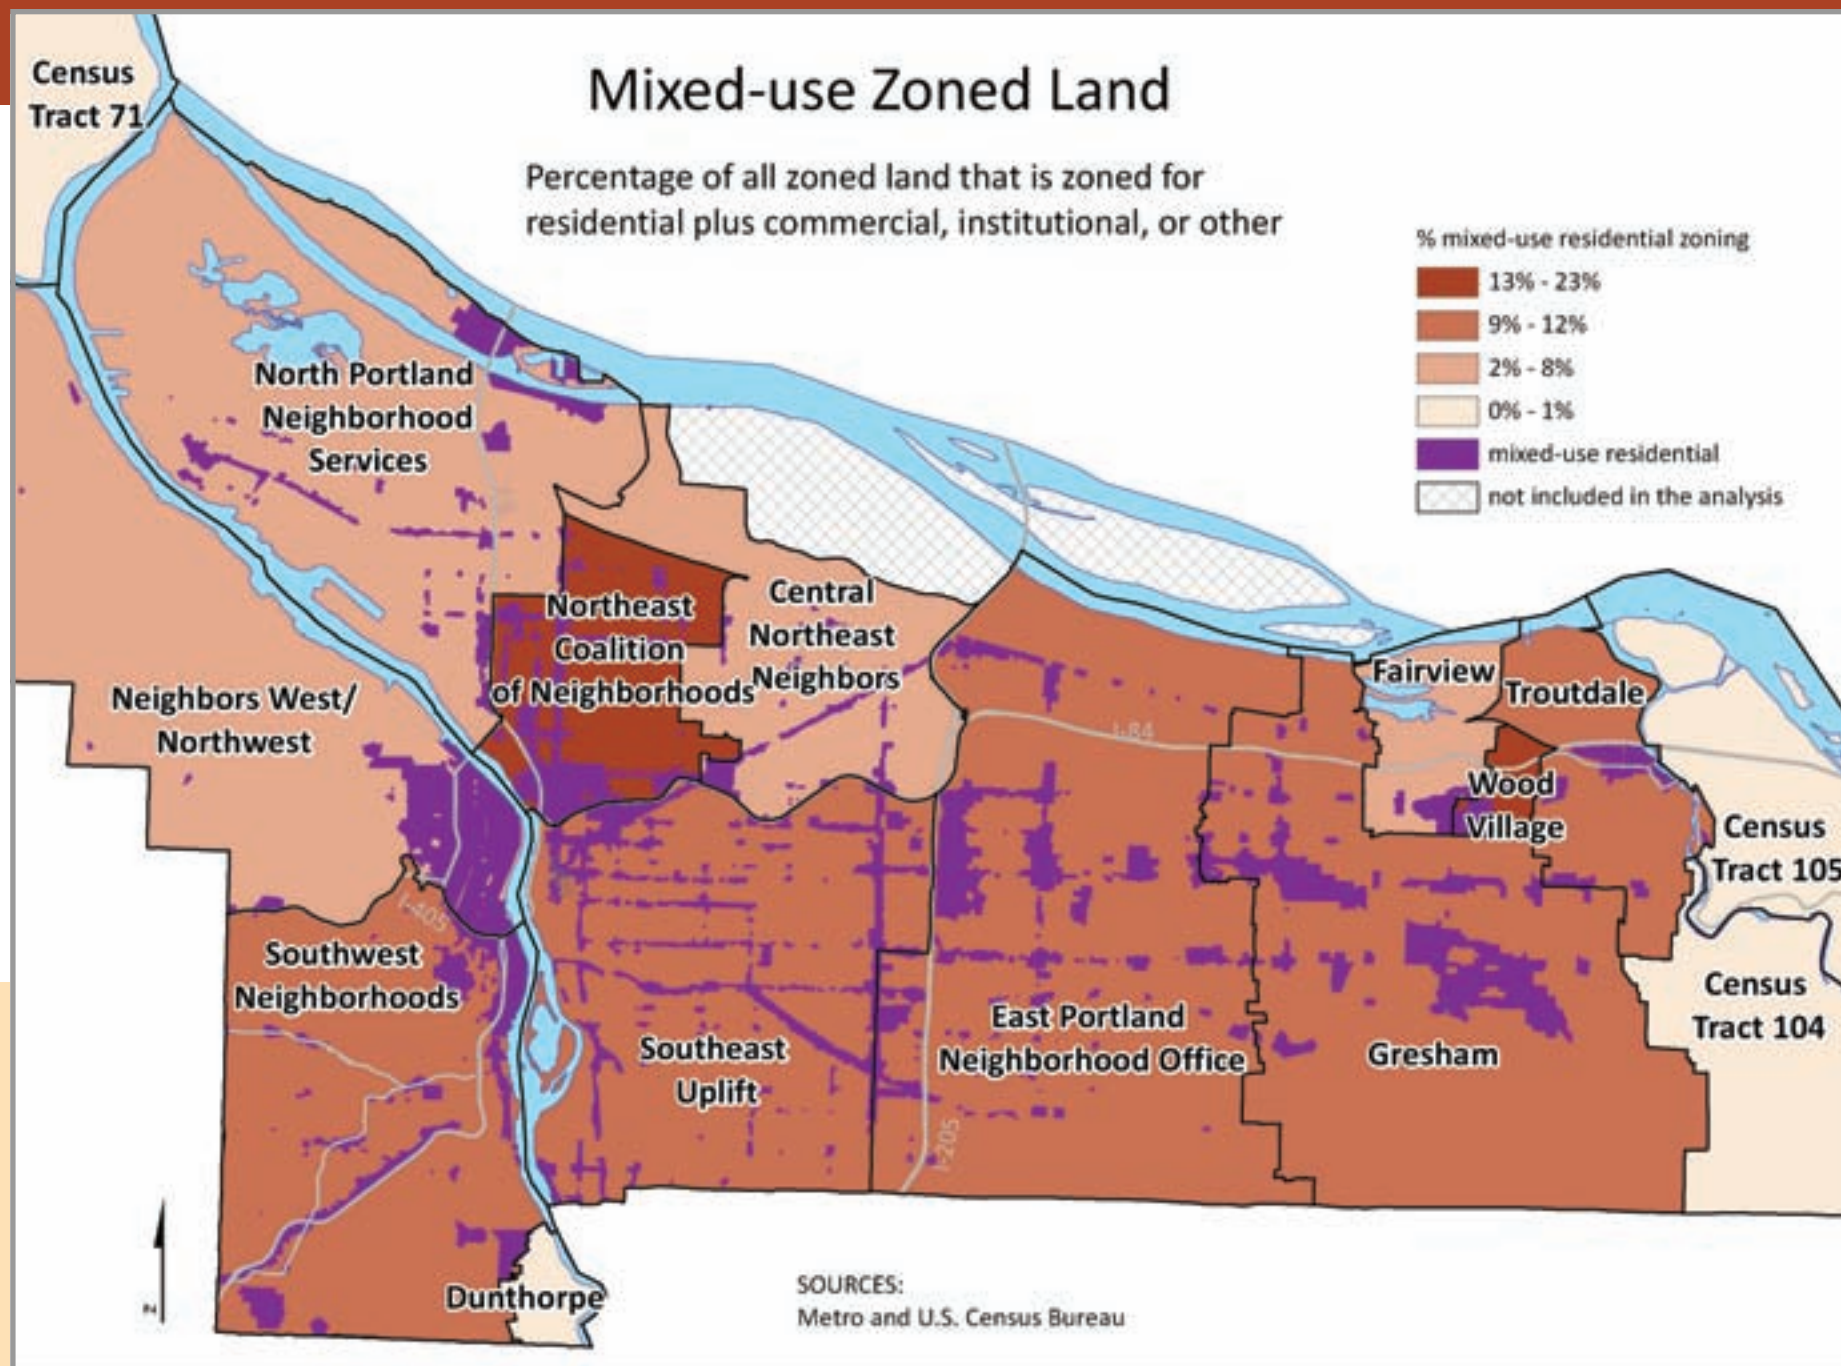 Census
Tract 71
Mixed-use Zoned Land
Percentage of all zoned land that is zoned for
residential plus commercial, institutional, or other
% mixed-use residential zoning
13% - 23%
9% - 12%
2% - 8%
0% - 1%
mixed-use residential
not included in the analysis
North Portland
Neighborhood
Services
Northeast
Coalition
of Neighborhoods
Central
Northeast
Neighbors
Neighbors West/
Northwest
Fairview
Troutdale
I-84
Wood
Village
Census
Tract 105
I-405
Southwest
Neighborhoods
Census
Tract 104
Southeast
Uplift
East Portland
Neighborhood Office
Gresham
I-205
Dunthorpe
N
SOURCES:
Metro and U.S. Census Bureau